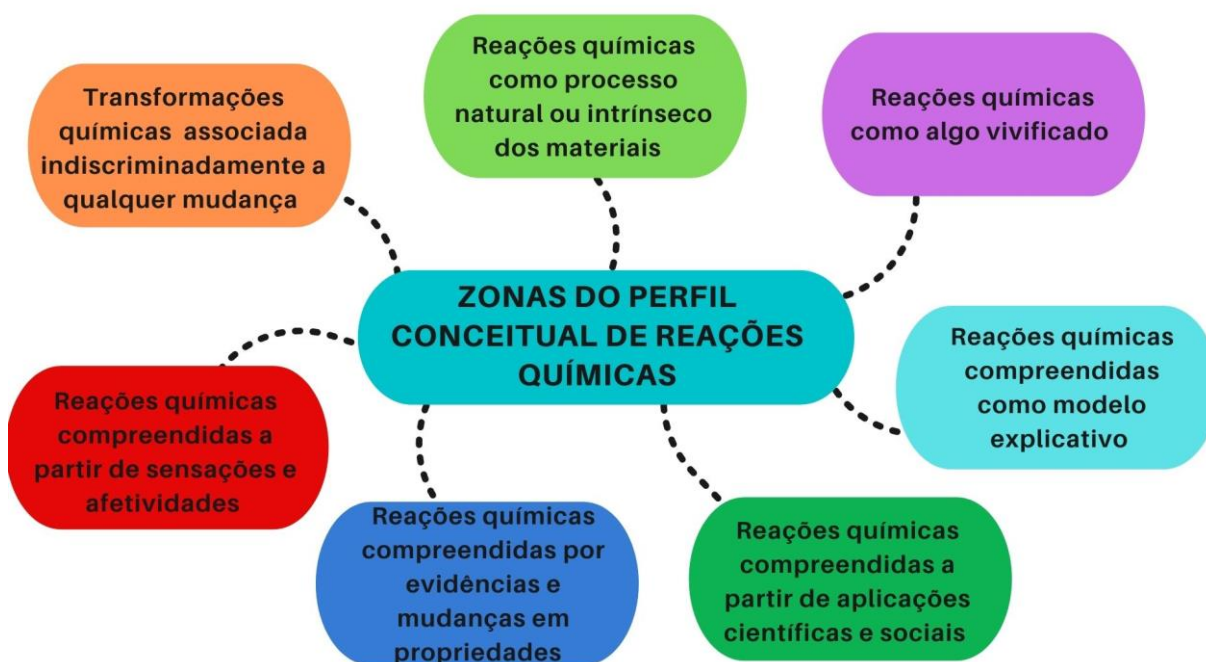 Transformações
químicas associada
indiscriminadamente a
qualquer mudança
Reações químicas
como processo
natural ou intrínseco
dos materiais
Reações químicas
como algo vivificado
ZONAS DO PERFIL
CONCEITUAL DE REAÇÕES
QUÍMICAS
Reações químicas
compreendidas
como modelo
explicativo
Reações químicas
compreendidas a
partir de sensações e
afetividades
Reações químicas
compreendidas por
evidências e
mudanças em
propriedades
Reações químicas
compreendidas a
partir de aplicações
científicas e sociais